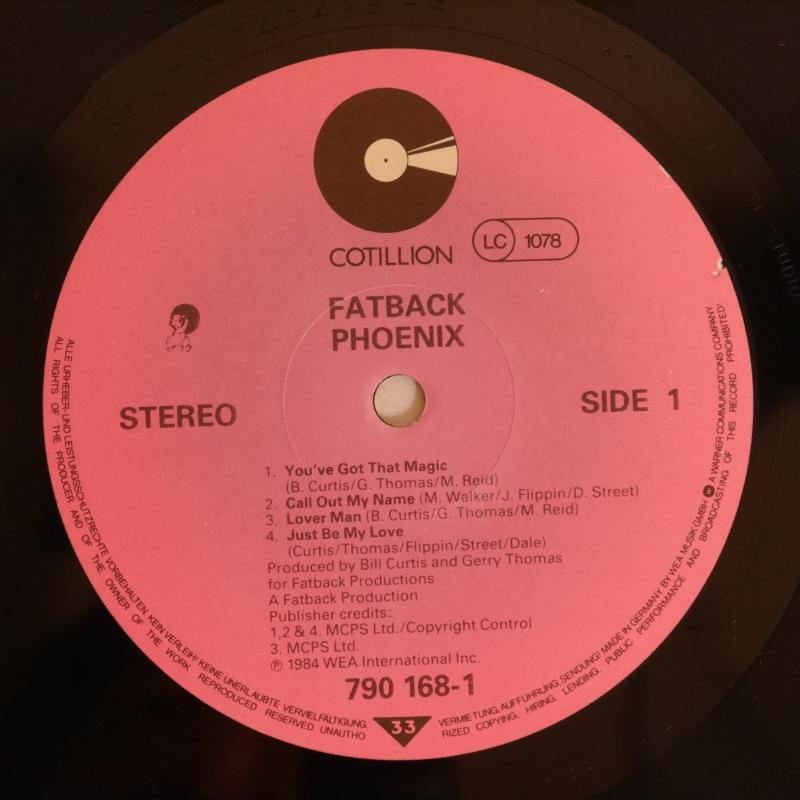 COTILLION
LC 1078
FATBACK
PHOENIX
STEREO
SIDE 1
1. You've Got That Magic
(B. Curtis/G. Thomas/M. Reid)
2. Call Out My Name (M. Walker/J. Flippin/D. Street)
3. Lover Man (B. Curtis/G. Thomas/M. Reid)
4. Just Be My Love
(Curtis/Thomas/Flippin/Street/Dale)
Produced by Bill Curtis and Gerry Thomas
for Fatback Productions
A Fatback Production
Publisher credits:
1,2 & 4. MCPS Ltd./Copyright Control
3. MCPS Ltd.
℗ 1984 WEA International Inc.
790 168-1
33
ALLE URHEBER- UND LEISTUNGSSCHUTZRECHTE VORBEHALTEN. KEIN VERLEIH! KEINE UNERLAUBTE VERVIELFÄLTIGUNG, VERMIETUNG, AUFFÜHRUNG, SENDUNG! MADE IN GERMANY BY WEA MUSIK GMBH A WARNER COMMUNICATIONS COMPANY
ALL RIGHTS OF THE PRODUCER AND OF THE OWNER OF THE WORK REPRODUCED RESERVED. UNAUTHORIZED COPYING, HIRING, LENDING, PUBLIC PERFORMANCE AND BROADCASTING OF THIS RECORD PROHIBITED!